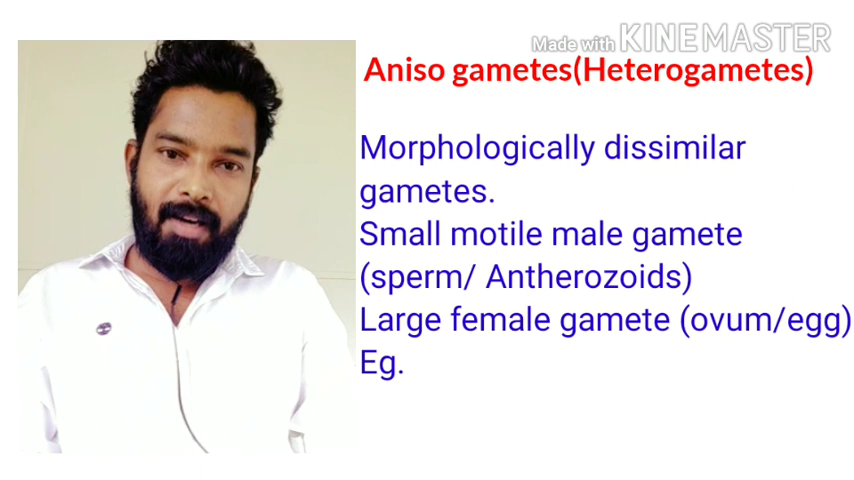 Made with KINEMASTER
Aniso gametes(Heterogametes)
Morphologically dissimilar
gametes.
Small motile male gamete
(sperm/ Antherozoids)
Large female gamete (ovum/egg)
Eg.